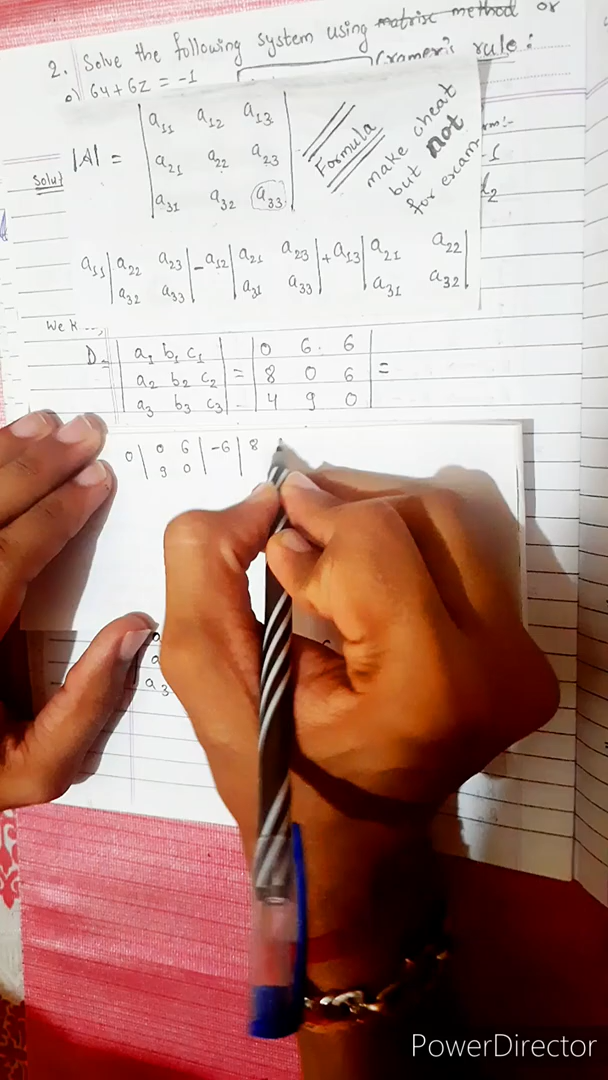 2. Solve the following system using matrix method or
Cramer's rule:
a) 6y + 6z = -1
|A| = | a₁₁ a₁₂ a₁₃ |
| a₂₁ a₂₂ a₂₃ |
| a₃₁ a₃₂ a₃₃ |
Formula
make cheat
but not
for exam
a₁₁ | a₂₂ a₂₃ | - a₁₂ | a₂₁ a₂₃ | + a₁₃ | a₂₁ a₂₂ |
| a₃₂ a₃₃ | | a₃₁ a₃₃ | | a₃₁ a₃₂ |
We k
D = | a₁ b₁ c₁ | = | 0 6 6 | =
| a₂ b₂ c₂ | | 8 0 6 |
| a₃ b₃ c₃ | | 4 9 0 |
0 | 0 6 | -6 | 8
| 9 0 |
a₃
PowerDirector